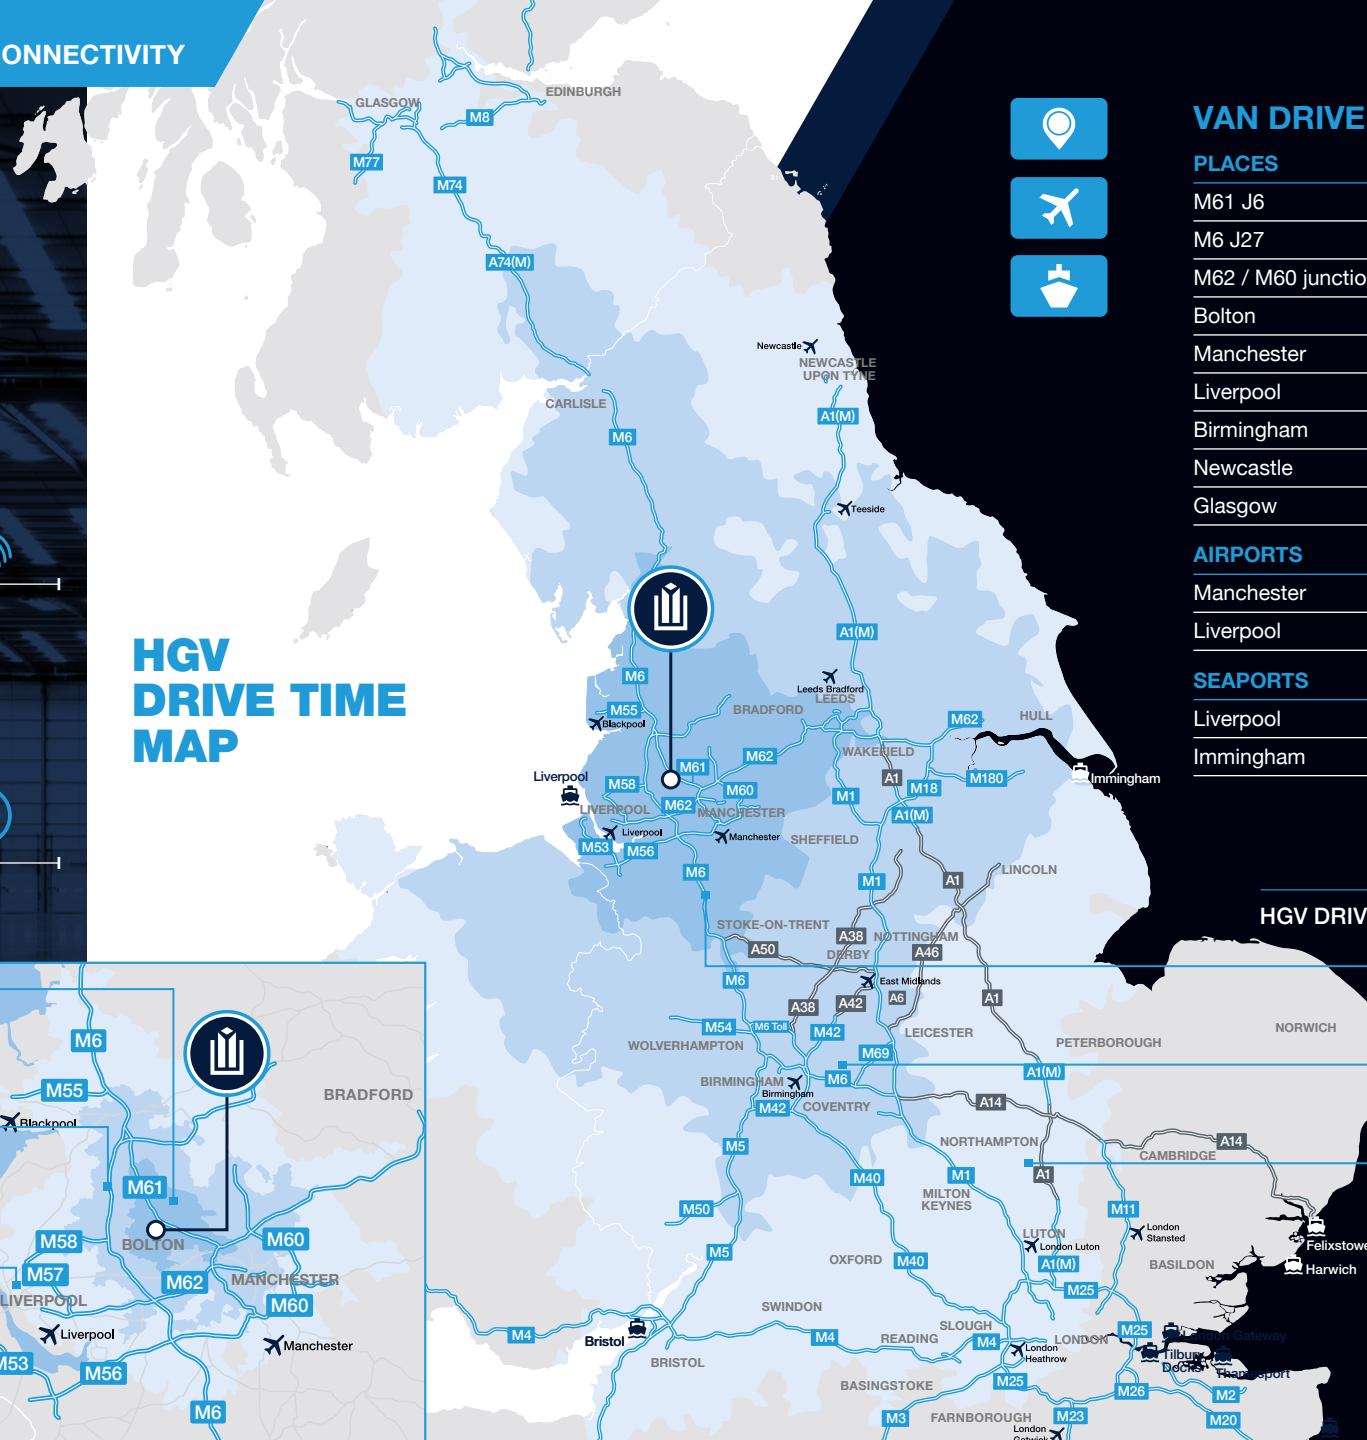 ONNECTIVITY
HGV
DRIVE TIME
MAP
VAN DRIVE
PLACES
M61 J6
M6 J27
M62 / M60 junctio
Bolton
Manchester
Liverpool
Birmingham
Newcastle
Glasgow
AIRPORTS
Manchester
Liverpool
SEAPORTS
Liverpool
Immingham
HGV DRIV
GLASGOW
EDINBURGH
M8
M77
M74
A74(M)
Newcastle
NEWCASTLE
UPON TYNE
CARLISLE
A1(M)
M6
Teeside
A1(M)
M6
Leeds Bradford
LEEDS
M55
Blackpool
BRADFORD
M62
HULL
WAKEFIELD
M62
M61
Liverpool
M58
A1
M18
M180
Immingham
M60
M1
M62
LIVERPOOL
MANCHESTER
A1(M)
Liverpool
Manchester
SHEFFIELD
M53
M56
M6
M1
A1
LINCOLN
STOKE-ON-TRENT
A38
NOTTINGHAM
A50
DERBY
A46
M6
East Midlands
A38
A42
A6
A1
M54
M6 Toll
M42
LEICESTER
NORWICH
WOLVERHAMPTON
PETERBOROUGH
M69
BIRMINGHAM
M6
A1(M)
Birmingham
M42
COVENTRY
A14
M5
NORTHAMPTON
A14
CAMBRIDGE
M40
M1
A1
MILTON
KEYNES
M50
M11
M5
LUTON
London
Stansted
Felixstowe
London Luton
OXFORD
M40
A1(M)
BASILDON
Harwich
M25
SWINDON
M4
Bristol
M4
SLOUGH
READING
M4
LONDON
M25
London Gateway
BRISTOL
London
Heathrow
Tilbury
Docks
Thamesport
BASINGSTOKE
M25
M26
M2
M3
FARNBOROUGH
M23
M20
London
Gatwick
M6
M55
BRADFORD
Blackpool
M61
M58
BOLTON
M60
M57
M62
MANCHESTER
LIVERPOOL
M60
Liverpool
Manchester
M53
M56
M6